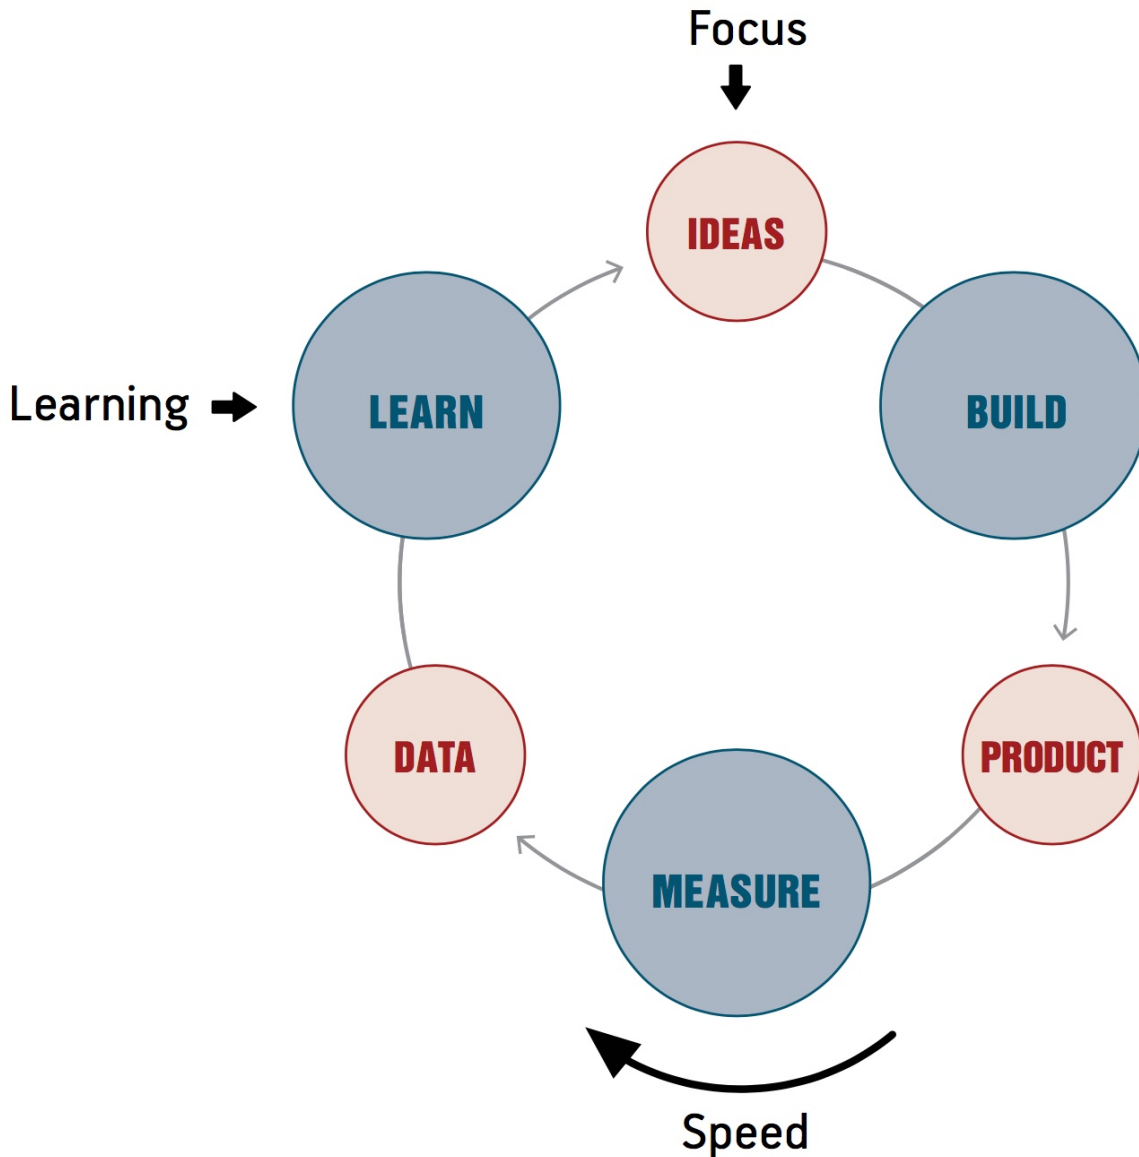 Focus
IDEAS
LEARN
BUILD
Learning
DATA
PRODUCT
MEASURE
Speed